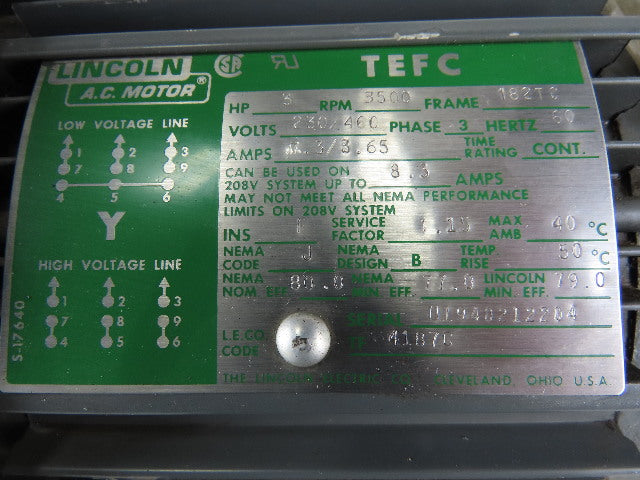 LINCOLN ®
A.C. MOTOR
LOW VOLTAGE LINE
1 2 3
7 8 9
4 5 6
Y
HIGH VOLTAGE LINE
1 2 3
7 8 9
4 5 6
S-17640
TEFC
HP 3 RPM 3500 FRAME 182TC
VOLTS 230/460 PHASE 3 HERTZ 60
AMPS /3.65 TIME RATING CONT.
CAN BE USED ON
208V SYSTEM UP TO 8.3 AMPS
MAY NOT MEET ALL NEMA PERFORMANCE
LIMITS ON 208V SYSTEM
INS SERVICE FACTOR 1.15 MAX AMB 40 °C
NEMA CODE J NEMA DESIGN B TEMP. RISE 80 °C
NEMA NOM EFF. 80.0 NEMA MIN. EFF. 77.0 LINCOLN MIN EFF. 79.0
SERIAL U1940212204
L.E.CO. CODE
THE LINCOLN ELECTRIC CO. CLEVELAND, OHIO U.S.A.